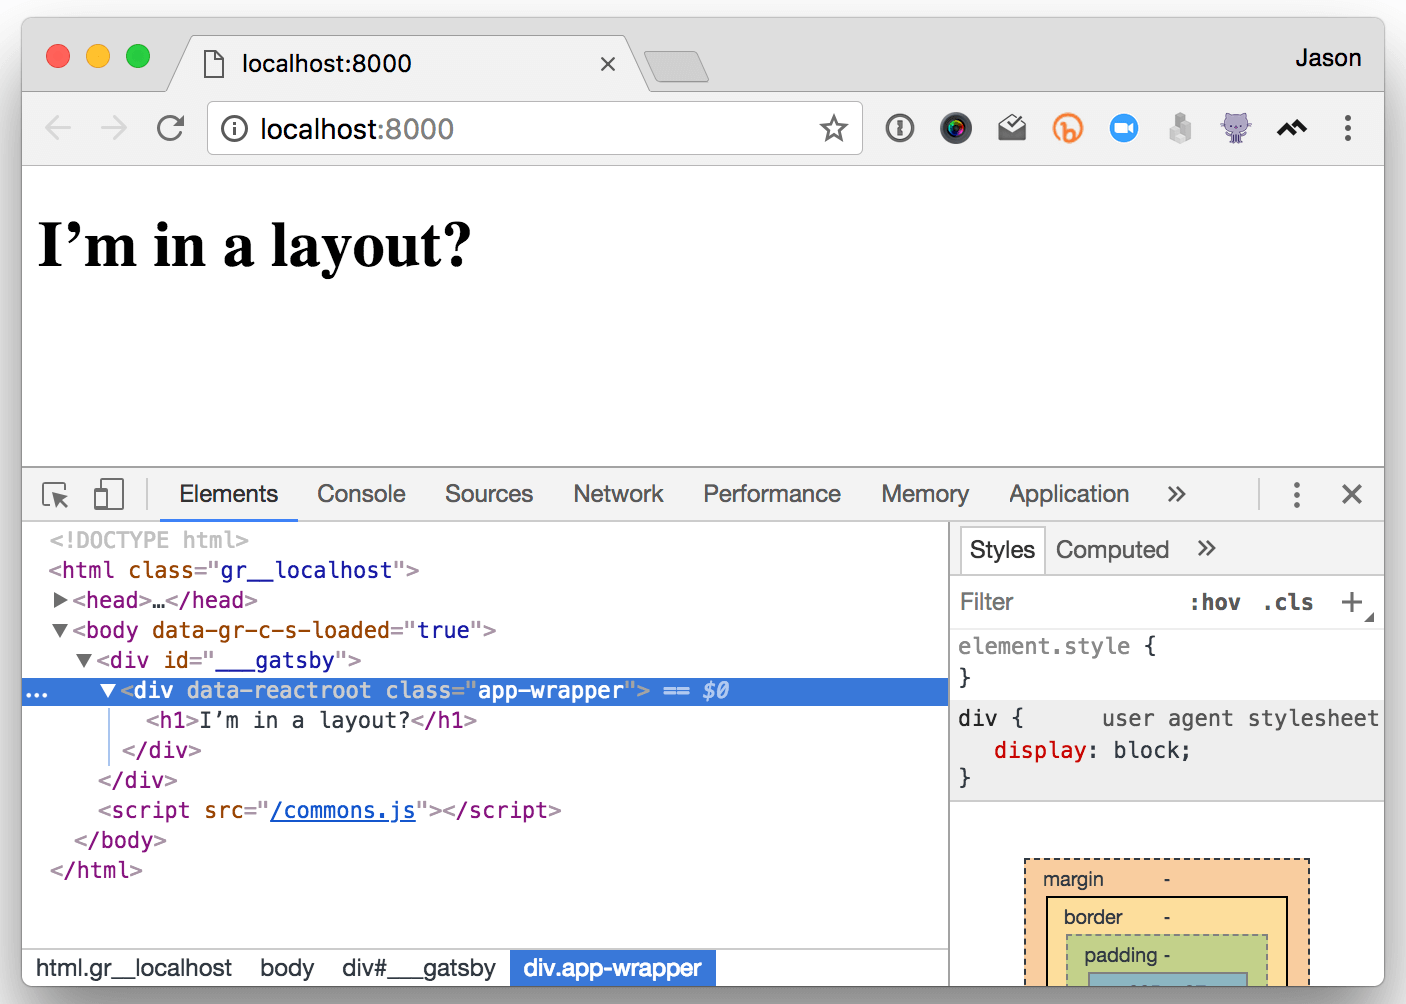 localhost:8000
Jason
localhost:8000
I’m in a layout?
Elements Console Sources Network Performance Memory Application »
<!DOCTYPE html>
<html class="gr__localhost">
<head>…</head>
<body data-gr-c-s-loaded="true">
<div id="___gatsby">
… <div data-reactroot class="app-wrapper"> == $0
<h1>I’m in a layout?</h1>
</div>
</div>
<script src="/commons.js"></script>
</body>
</html>
html.gr__localhost body div#___gatsby div.app-wrapper
Styles Computed »
Filter :hov .cls +
element.style {
}
div { user agent stylesheet
display: block;
}
margin -
border -
padding -